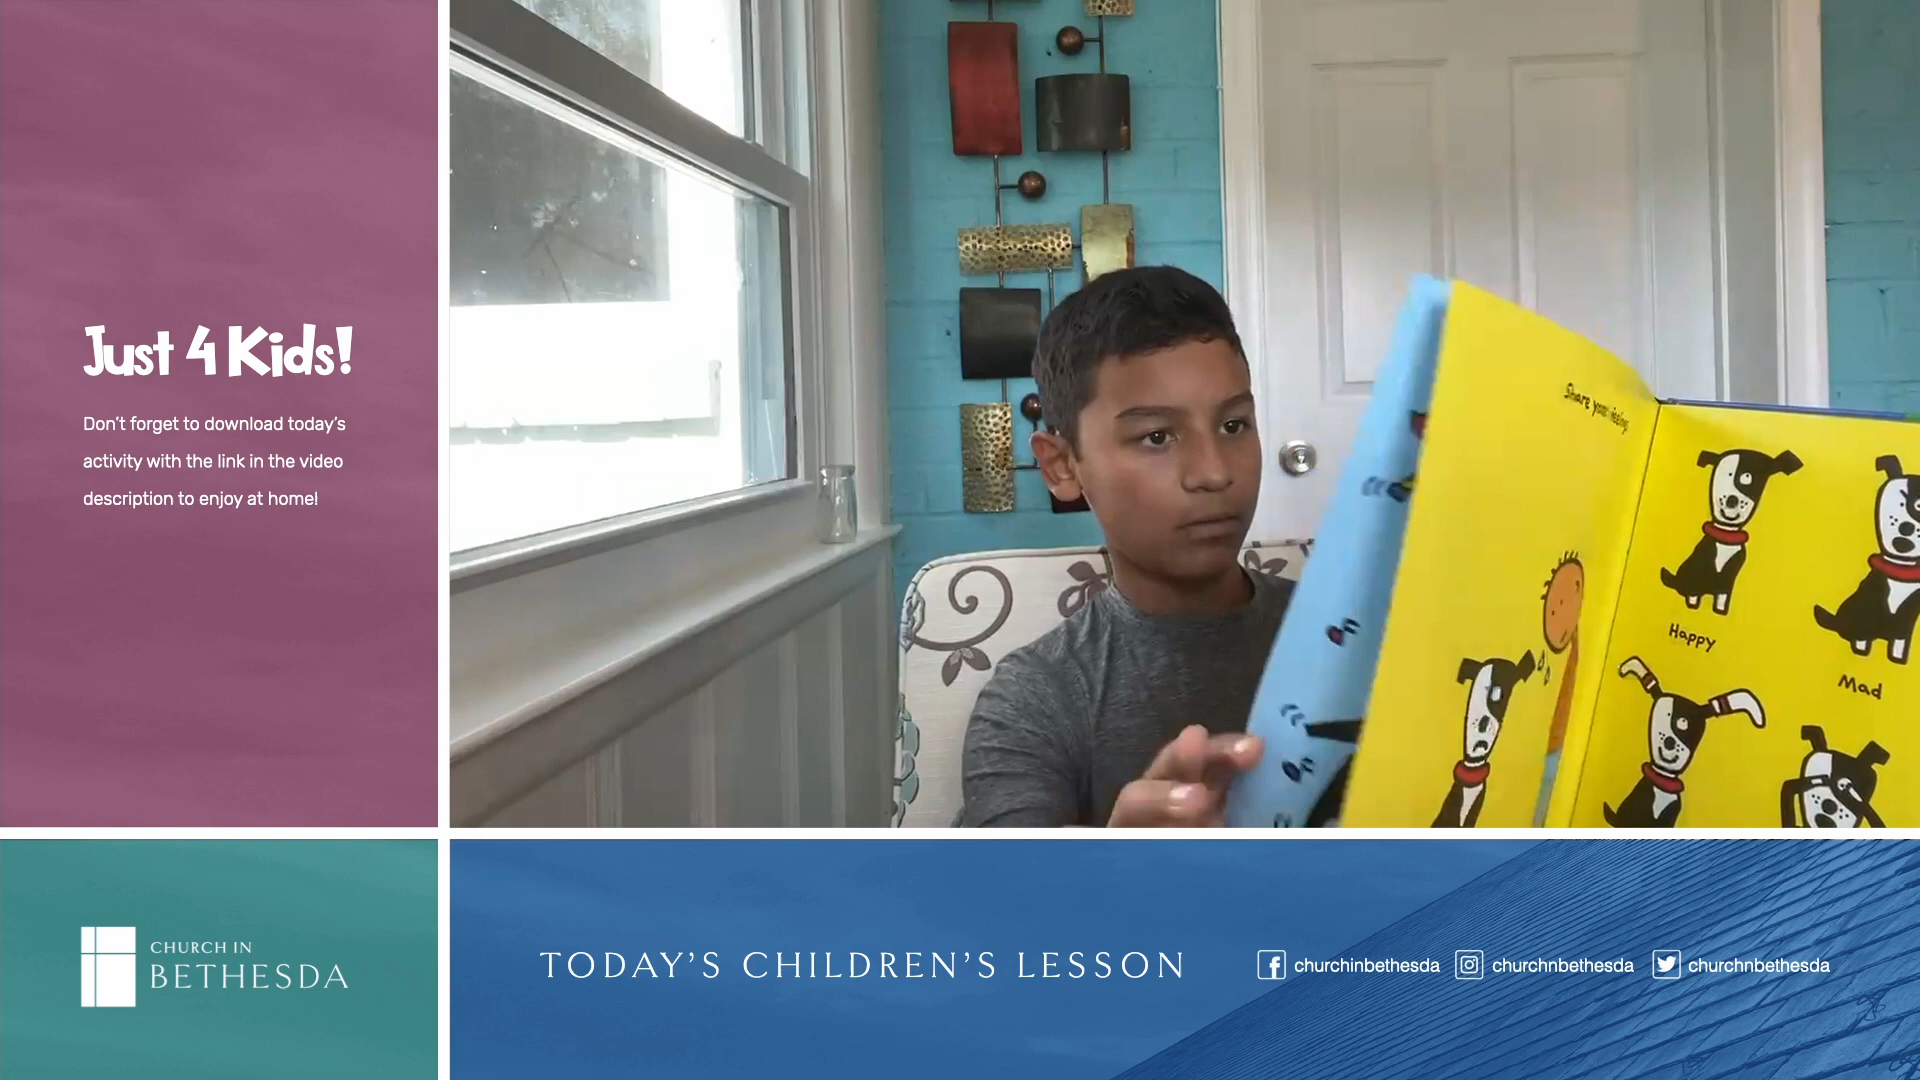 Just 4 Kids!
Don't forget to download today's
activity with the link in the video
description to enjoy at home!
Share your feelings.
Happy
Mad
CHURCH IN
BETHESDA
TODAY'S CHILDREN'S LESSON
churchinbethesda
churchnbethesda
churchnbethesda